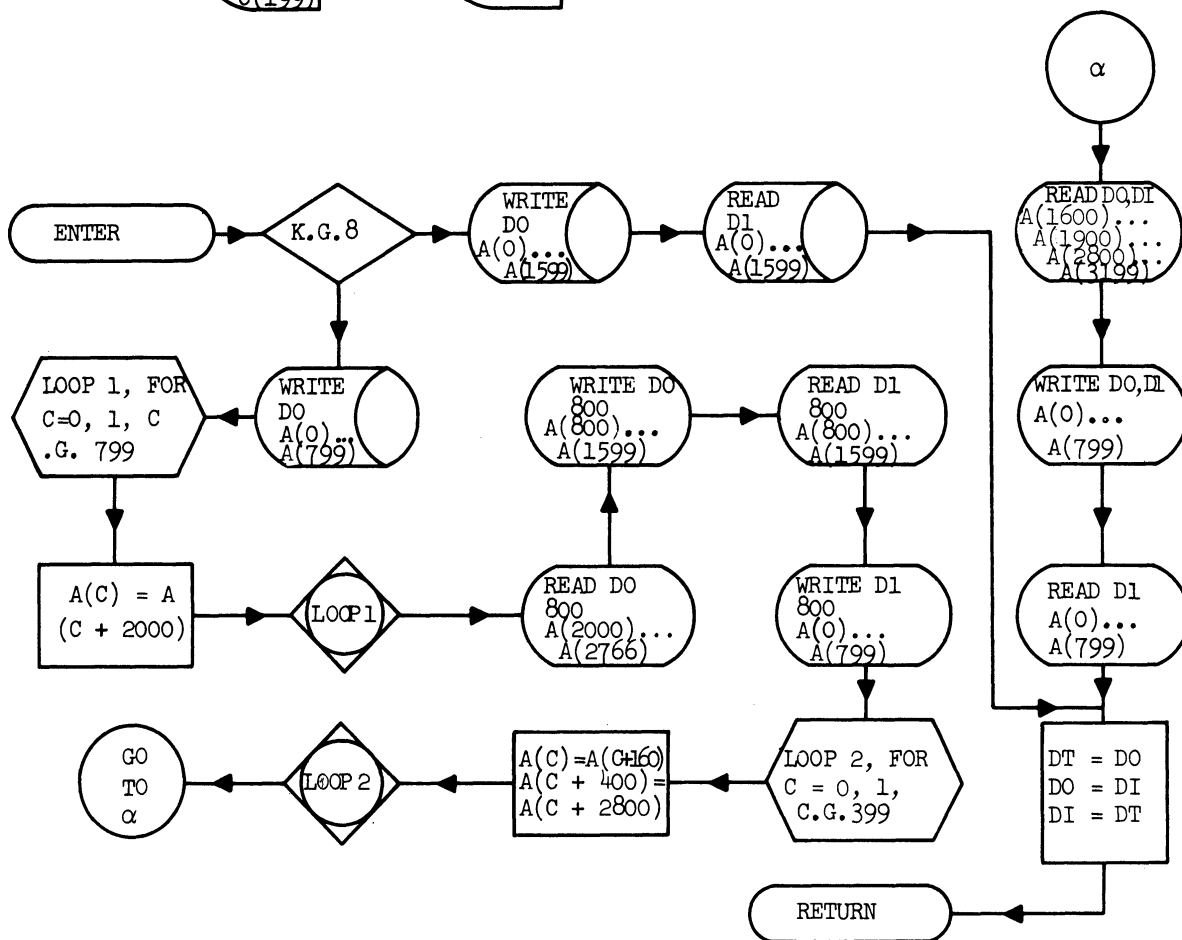 0(199)
α
ENTER
K.G.8
WRITE
DO
A(0)...
A(1599)
READ
D1
A(0)...
A(1599)
READ DO,DI
A(1600)...
A(1900)...
A(2800)...
A(3199)
LOOP 1, FOR
C=0, 1, C
.G. 799
WRITE
DO
A(0)...
A(799)
WRITE DO
800
A(800)...
A(1599)
READ D1
800
A(800)...
A(1599)
WRITE DO,D1
A(0)...
A(799)
A(C) = A
(C + 2000)
LOOP1
READ DO
800
A(2000)...
A(2766)
WRITE D1
800
A(0)...
A(799)
READ D1
A(0)...
A(799)
GO
TO
α
LOOP 2
A(C)=A(C+160)
A(C + 400)=
A(C + 2800)
LOOP 2, FOR
C = 0, 1,
C.G.399
DT = DO
DO = DI
DI = DT
RETURN